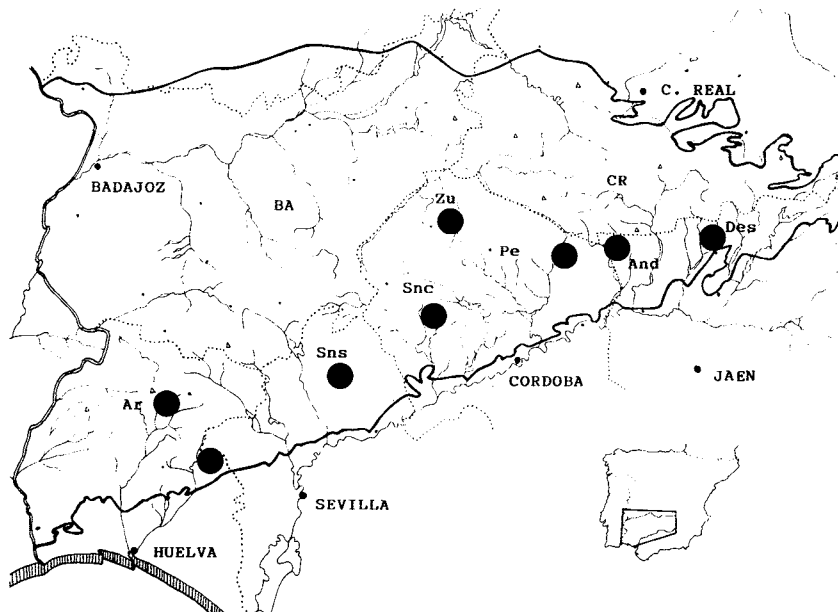 C. REAL
BADAJOZ
CR
BA
Zu
Des
Pe
And
Snc
Sns
CORDOBA
JAEN
Ar
SEVILLA
HUELVA